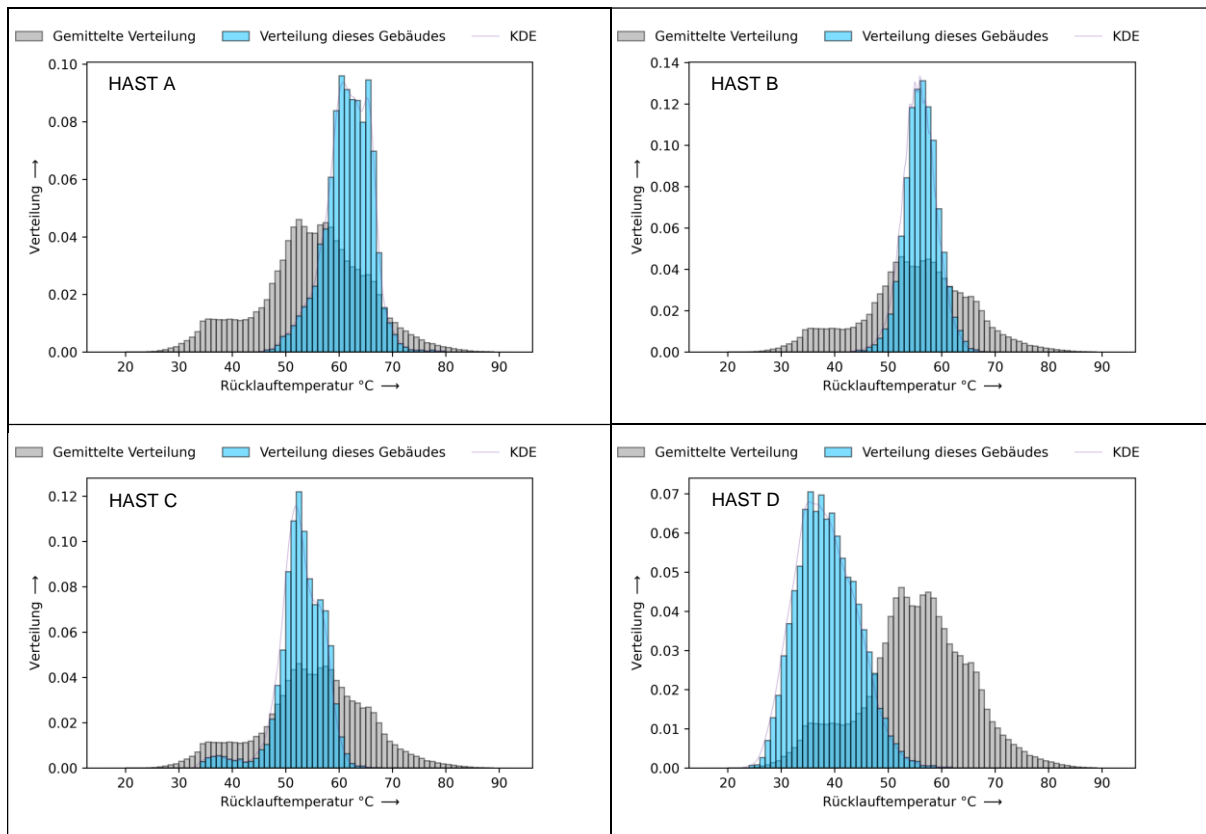 Gemittelte Verteilung Verteilung dieses Gebäudes KDE
HAST A
Verteilung →
0.10
0.08
0.06
0.04
0.02
0.00
20 30 40 50 60 70 80 90
Rücklauftemperatur °C →
Gemittelte Verteilung Verteilung dieses Gebäudes KDE
HAST B
Verteilung →
0.14
0.12
0.10
0.08
0.06
0.04
0.02
0.00
20 30 40 50 60 70 80 90
Rücklauftemperatur °C →
Gemittelte Verteilung Verteilung dieses Gebäudes KDE
HAST C
Verteilung →
0.12
0.10
0.08
0.06
0.04
0.02
0.00
20 30 40 50 60 70 80 90
Rücklauftemperatur °C →
Gemittelte Verteilung Verteilung dieses Gebäudes KDE
HAST D
Verteilung →
0.07
0.06
0.05
0.04
0.03
0.02
0.01
0.00
20 30 40 50 60 70 80 90
Rücklauftemperatur °C →